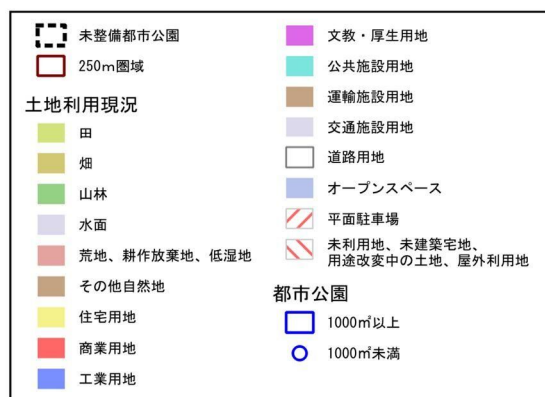 未整備都市公園
250m圏域
土地利用現況
田
畑
山林
水面
荒地、耕作放棄地、低湿地
その他自然地
住宅用地
商業用地
工業用地
文教・厚生用地
公共施設用地
運輸施設用地
交通施設用地
道路用地
オープンスペース
平面駐車場
未利用地、未建築宅地、
用途改変中の土地、屋外利用地
都市公園
1000㎡以上
1000㎡未満